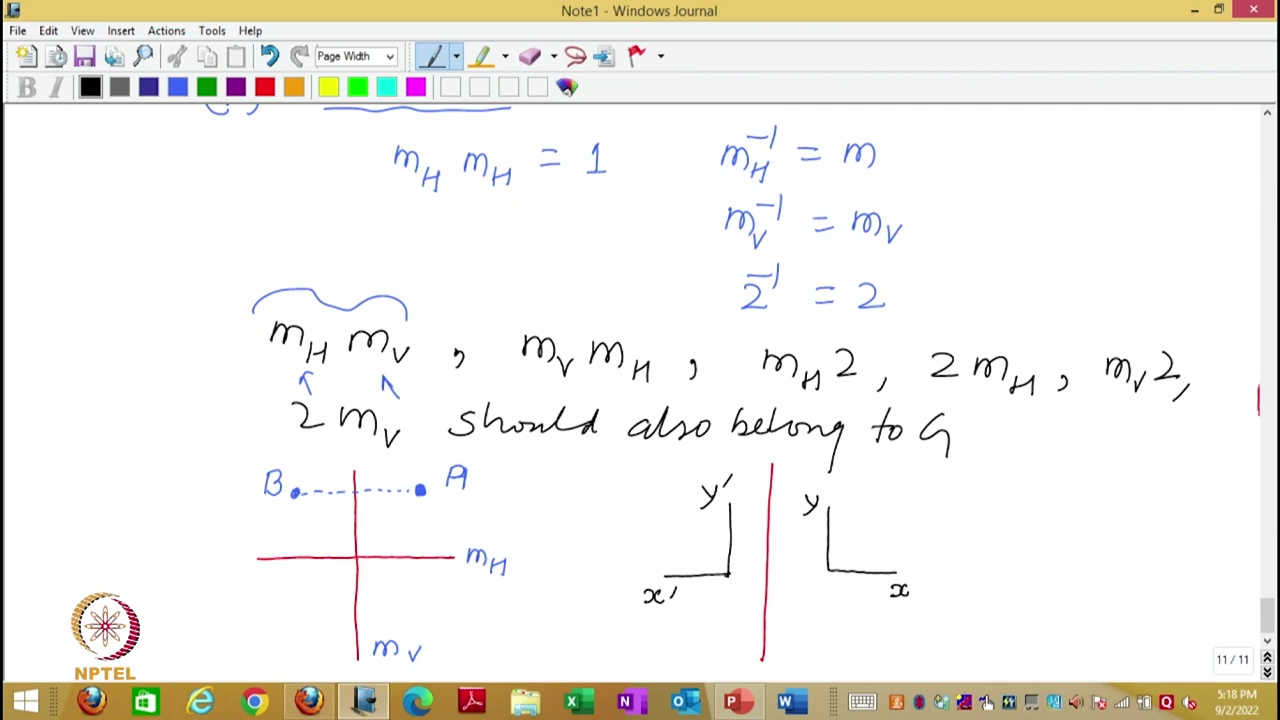 Note1 - Windows Journal
File Edit View Insert Actions Tools Help
Page Width
B I
m_H m_H = 1
m_H^-1 = m
m_V^-1 = m_V
2^-1 = 2
m_H m_V , m_V m_H , m_H 2 , 2 m_H , m_V 2,
2 m_V should also belong to G
B A
m_H
m_V
y' y
x' x
NPTEL
11 / 11
5:18 PM
9/2/2022